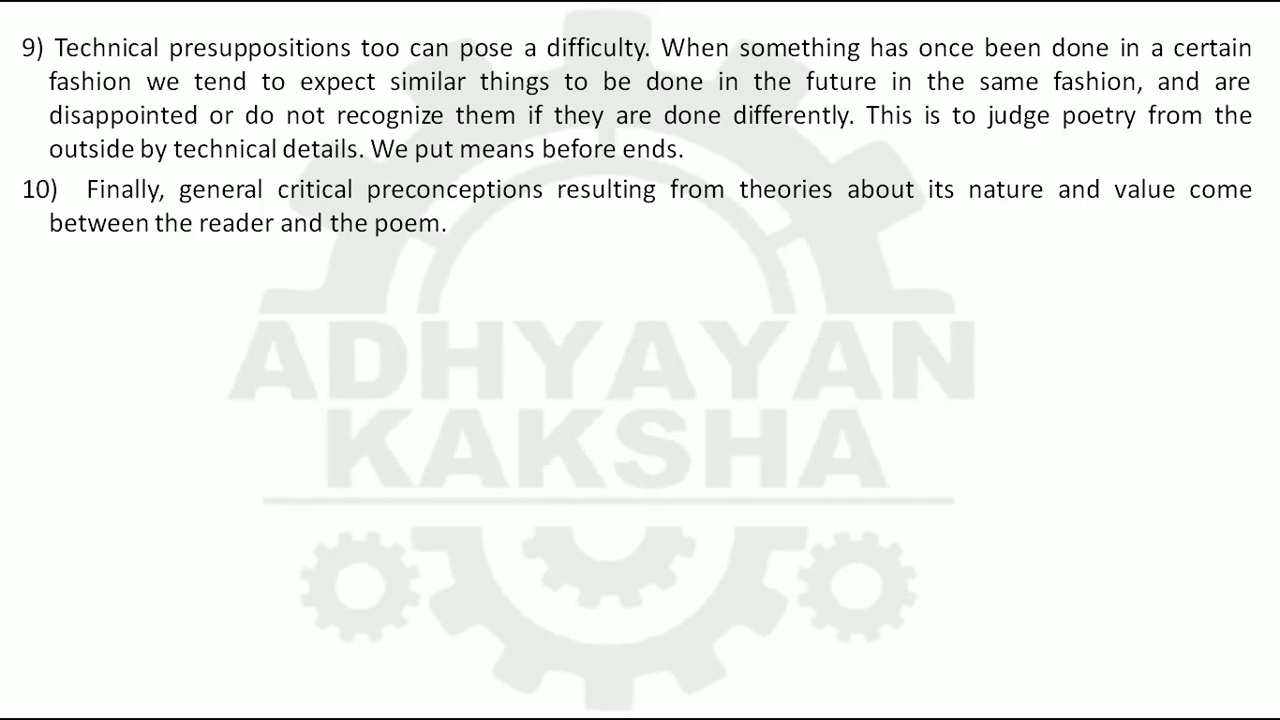 9) Technical presuppositions too can pose a difficulty. When something has once been done in a certain
fashion we tend to expect similar things to be done in the future in the same fashion, and are
disappointed or do not recognize them if they are done differently. This is to judge poetry from the
outside by technical details. We put means before ends.
10) Finally, general critical preconceptions resulting from theories about its nature and value come
between the reader and the poem.
ADHYAYAN
KAKSHA